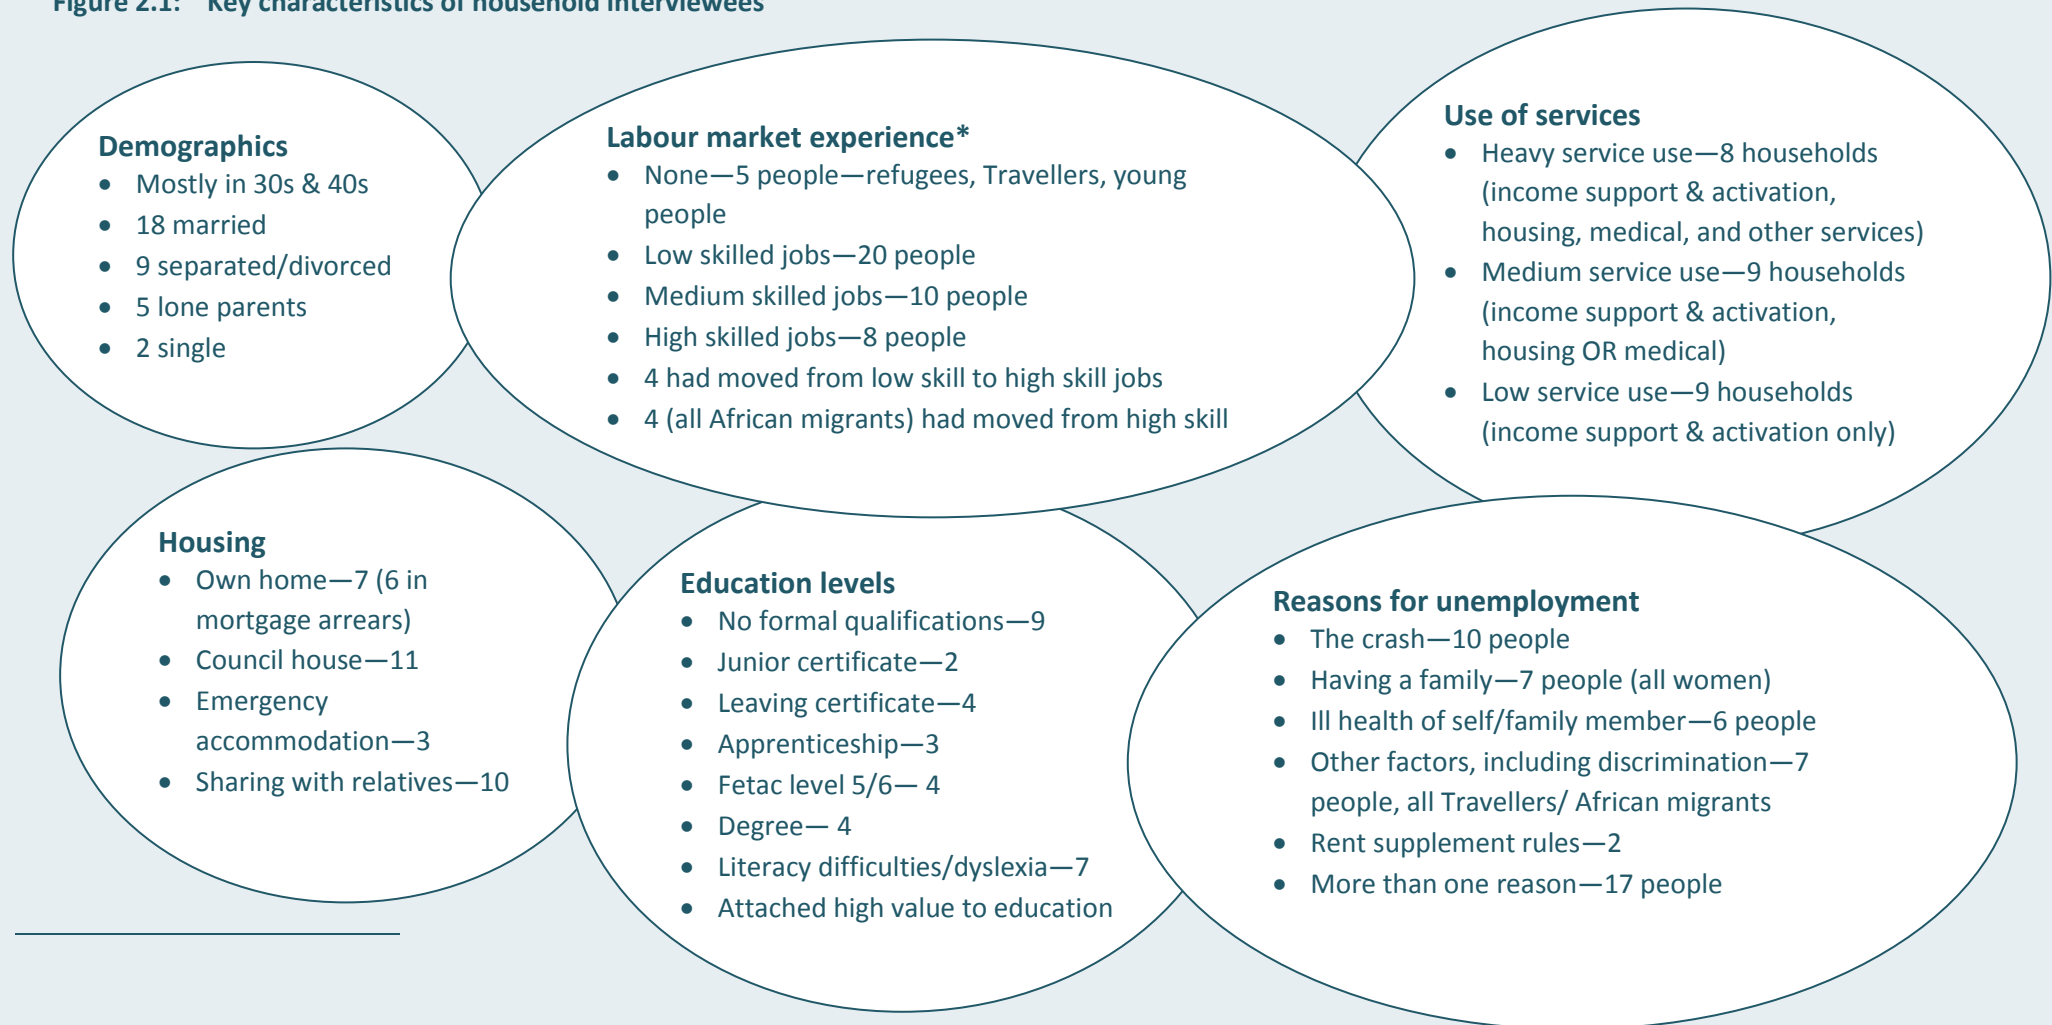 Figure 2.1: Key characteristics of household interviewees
Demographics
• Mostly in 30s & 40s
• 18 married
• 9 separated/divorced
• 5 lone parents
• 2 single
Labour market experience*
• None—5 people—refugees, Travellers, young
people
• Low skilled jobs—20 people
• Medium skilled jobs—10 people
• High skilled jobs—8 people
• 4 had moved from low skill to high skill jobs
• 4 (all African migrants) had moved from high skill
Use of services
• Heavy service use—8 households
(income support & activation,
housing, medical, and other services)
• Medium service use—9 households
(income support & activation,
housing OR medical)
• Low service use—9 households
(income support & activation only)
Housing
• Own home—7 (6 in
mortgage arrears)
• Council house—11
• Emergency
accommodation—3
• Sharing with relatives—10
Education levels
• No formal qualifications—9
• Junior certificate—2
• Leaving certificate—4
• Apprenticeship—3
• Fetac level 5/6— 4
• Degree— 4
• Literacy difficulties/dyslexia—7
• Attached high value to education
Reasons for unemployment
• The crash—10 people
• Having a family—7 people (all women)
• Ill health of self/family member—6 people
• Other factors, including discrimination—7
people, all Travellers/ African migrants
• Rent supplement rules—2
• More than one reason—17 people